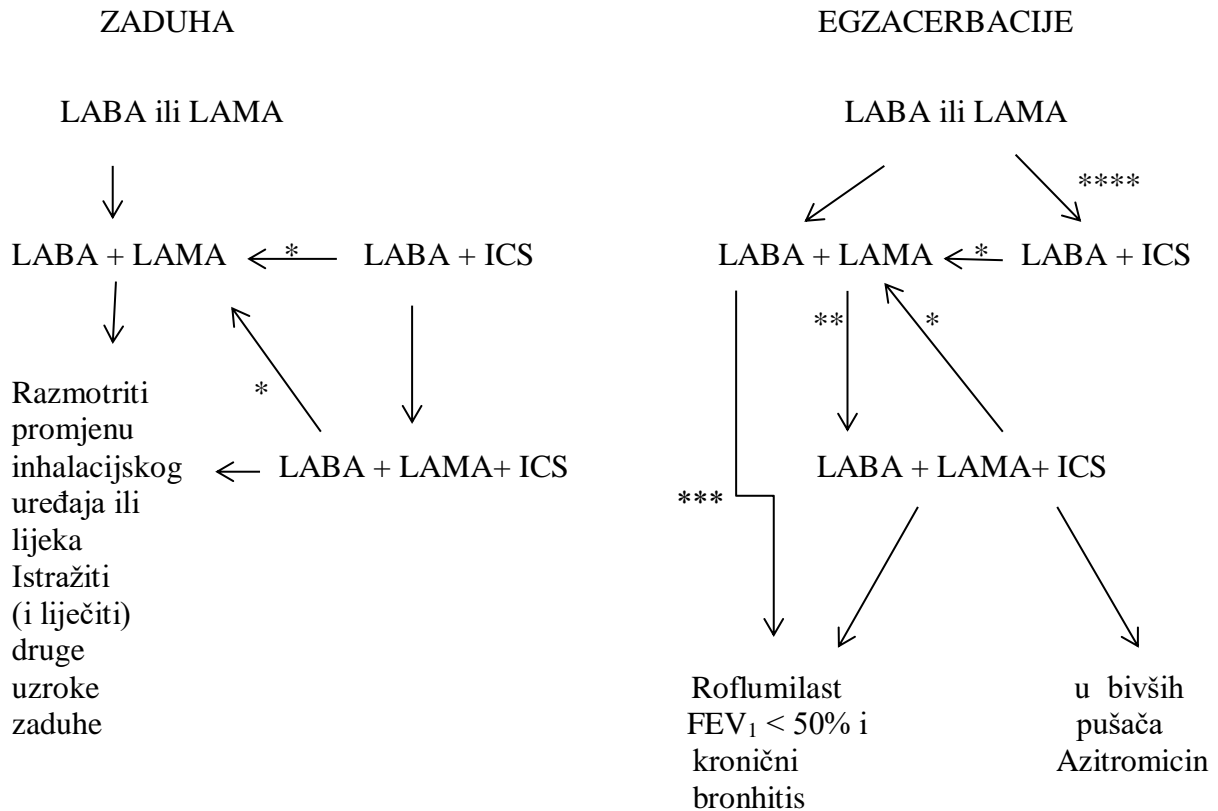 ZADUHA
LABA ili LAMA
LABA + LAMA
*
LABA + ICS
*
LABA + LAMA+ ICS
Razmotriti
promjenu
inhalacijskog
uređaja ili
lijeka
Istražiti
(i liječiti)
druge
uzroke
zaduhe
EGZACERBACIJE
LABA ili LAMA
****
LABA + LAMA
*
LABA + ICS
**
*
LABA + LAMA+ ICS
***
Roflumilast
FEV₁ < 50% i
kronični
bronhitis
u bivših
pušača
Azitromicin